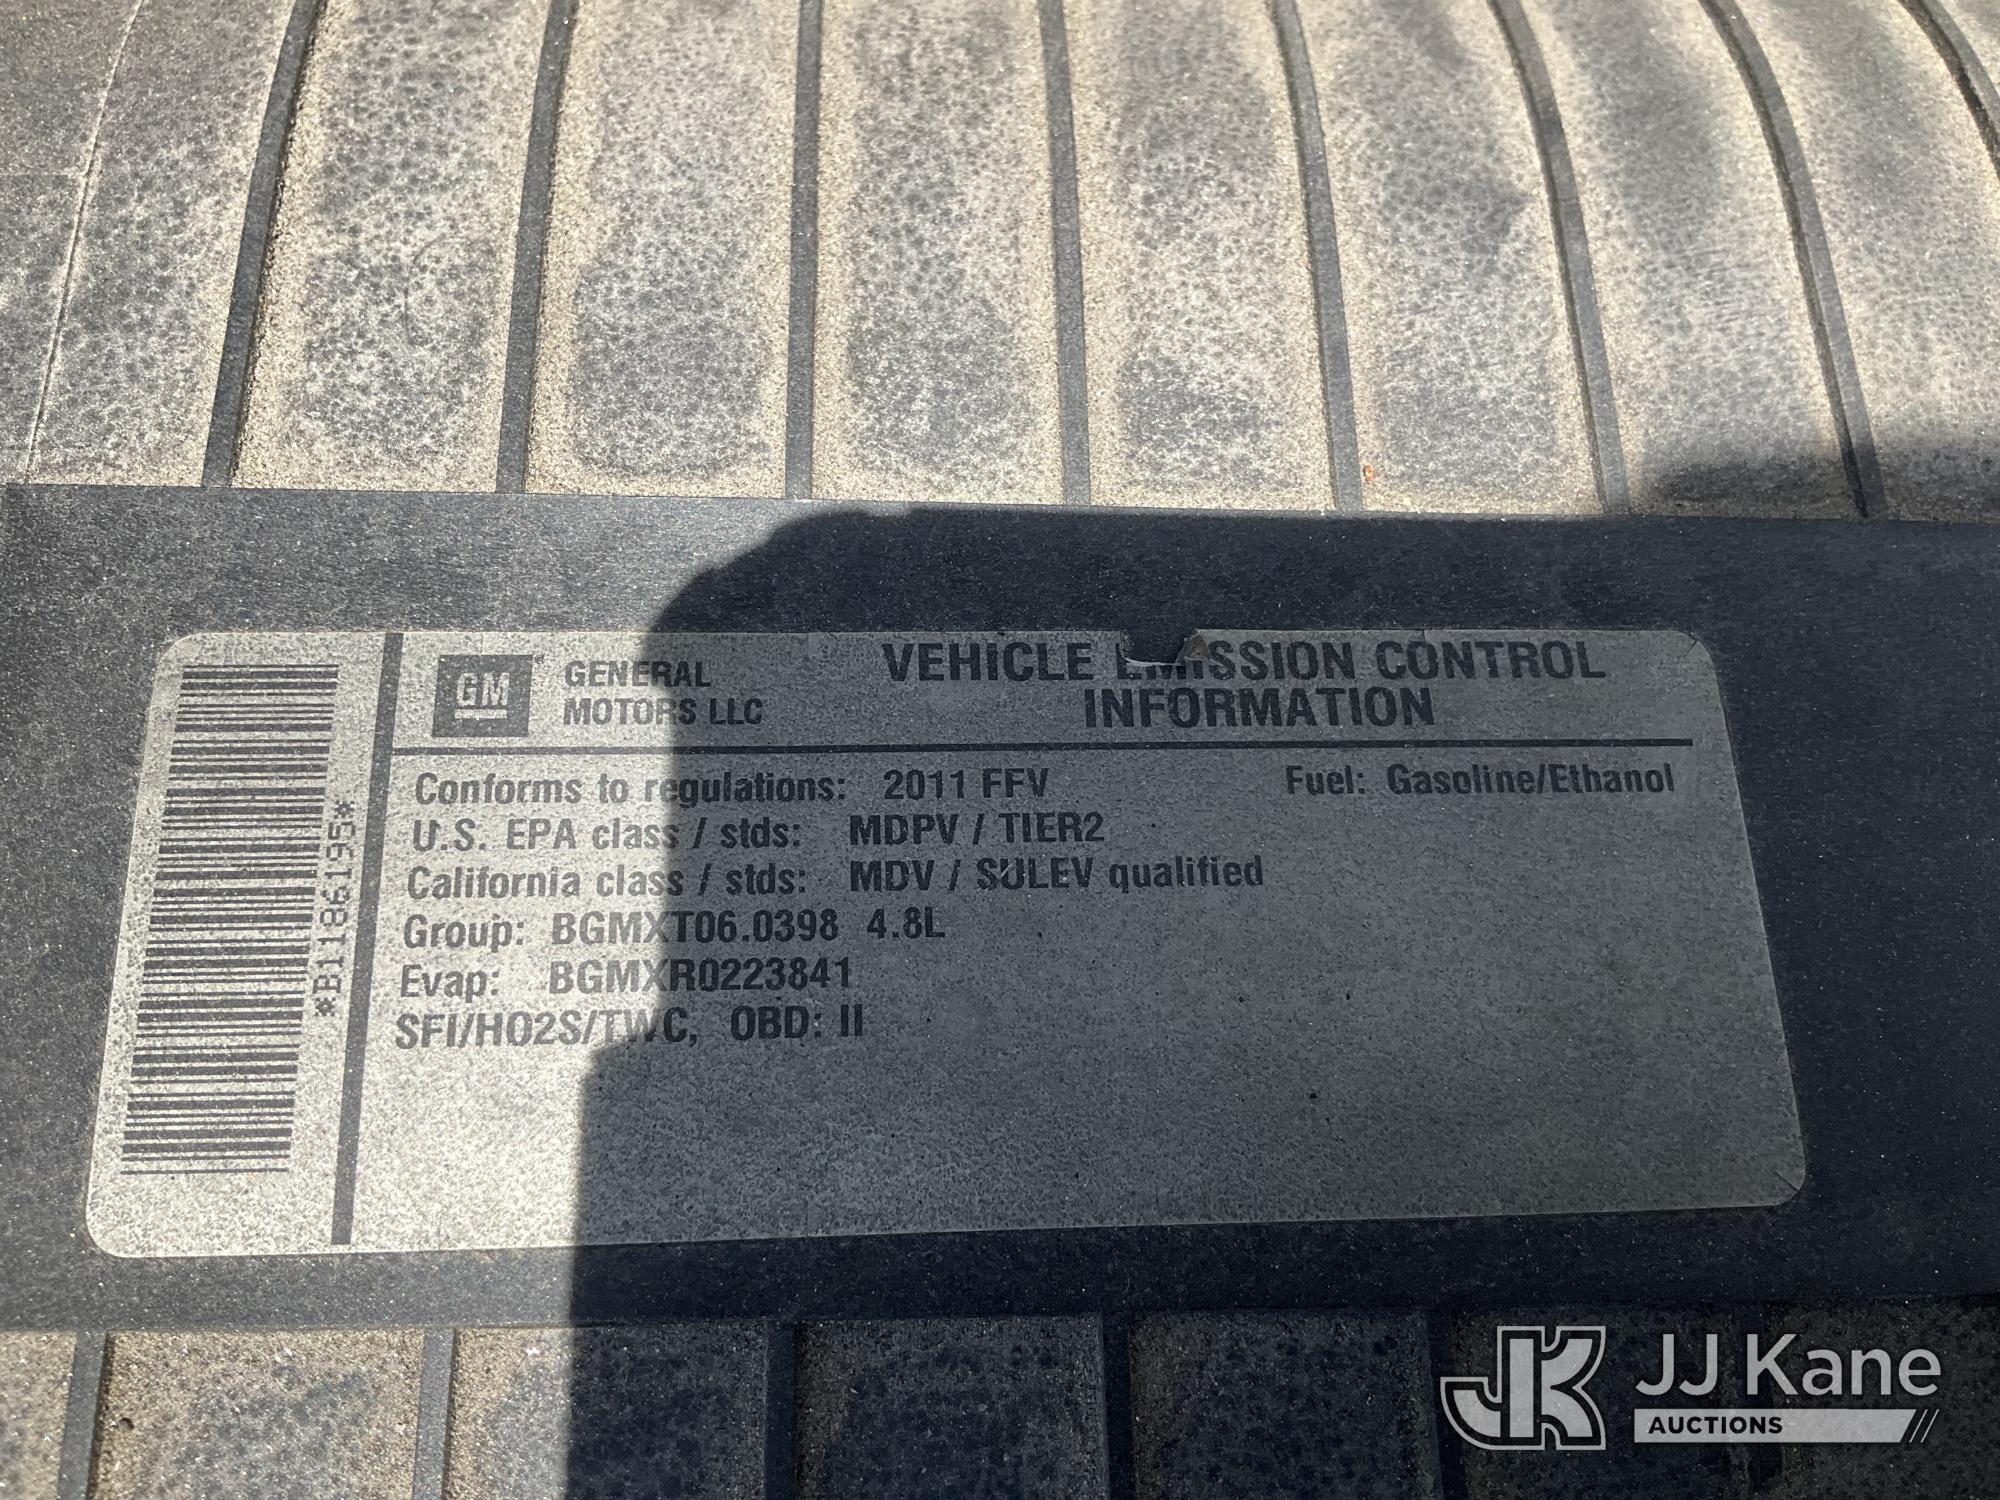 GM
GENERAL
MOTORS LLC
VEHICLE EMISSION CONTROL
INFORMATION
Conforms to regulations: 2011 FFV
Fuel: Gasoline/Ethanol
U.S. EPA class / stds: MDPV / TIER2
California class / stds: MDV / SULEV qualified
Group: BGMXT06.0398 4.8L
Evap: BGMXR0223841
SFI/HO2S/TWC, OBD: II
*B1186195*
JK
JJ Kane
AUCTIONS